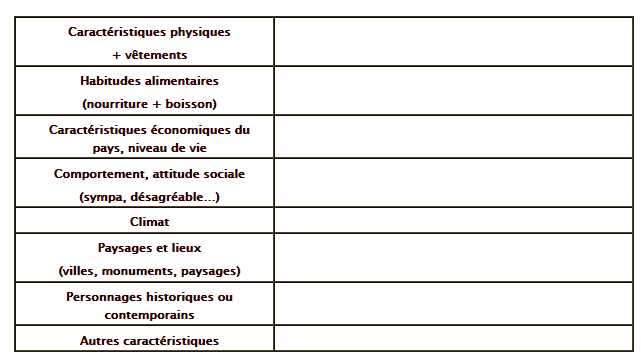 Caractéristiques physiques
+ vêtements
Habitudes alimentaires
(nourriture + boisson)
Caractéristiques économiques du
pays, niveau de vie
Comportement, attitude sociale
(sympa, désagréable...)
Climat
Paysages et lieux
(villes, monuments, paysages)
Personnages historiques ou
contemporains
Autres caractéristiques